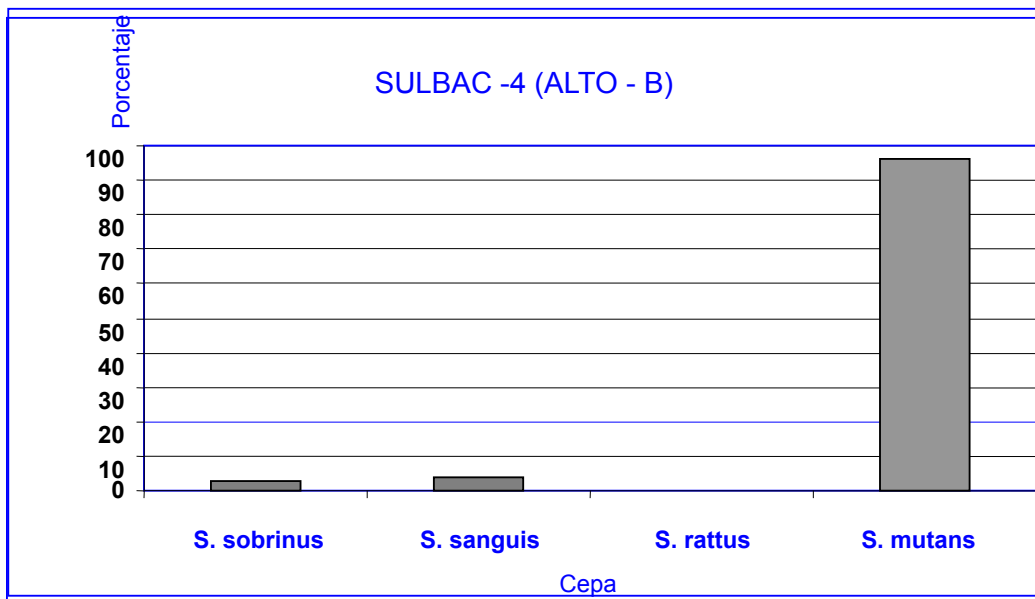 Porcentaje
SULBAC -4 (ALTO - B)
100
90
80
70
60
50
40
30
20
10
0
S. sobrinus S. sanguis S. rattus S. mutans
Cepa